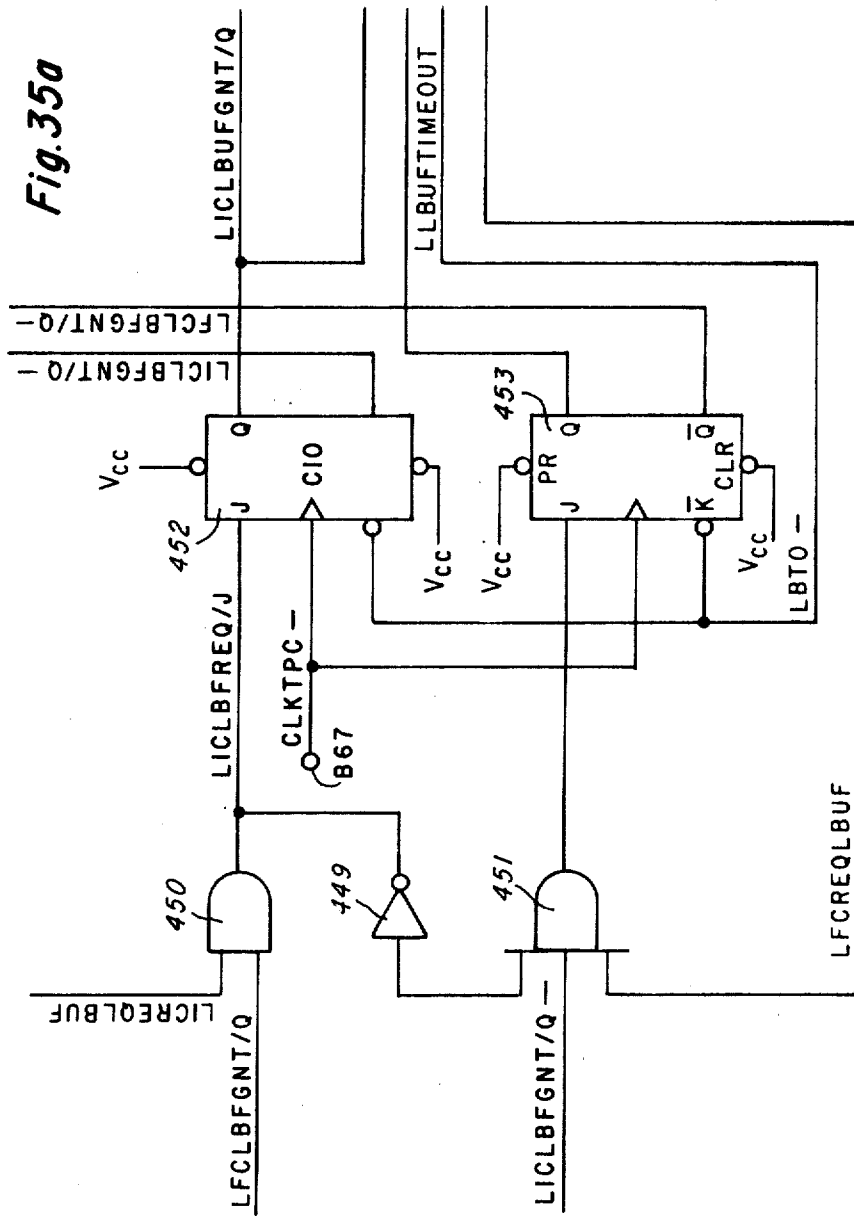 Fig.35a
LICLBUFGNT/Q
LFCLBFGNT/Q—
LICLBFGNT/Q—
LLBUFTIMEOUT
VCC
452
J
Q
C10
VCC
453
VCC
PR
J
Q
K
Q
CLR
VCC
LBTO—
LICLBFREQ/J
CLKTPC—
B67
450
449
451
LICREQLBUF
LFCLBFGNT/Q
LICLBFGNT/Q—
LFCREQLBUF